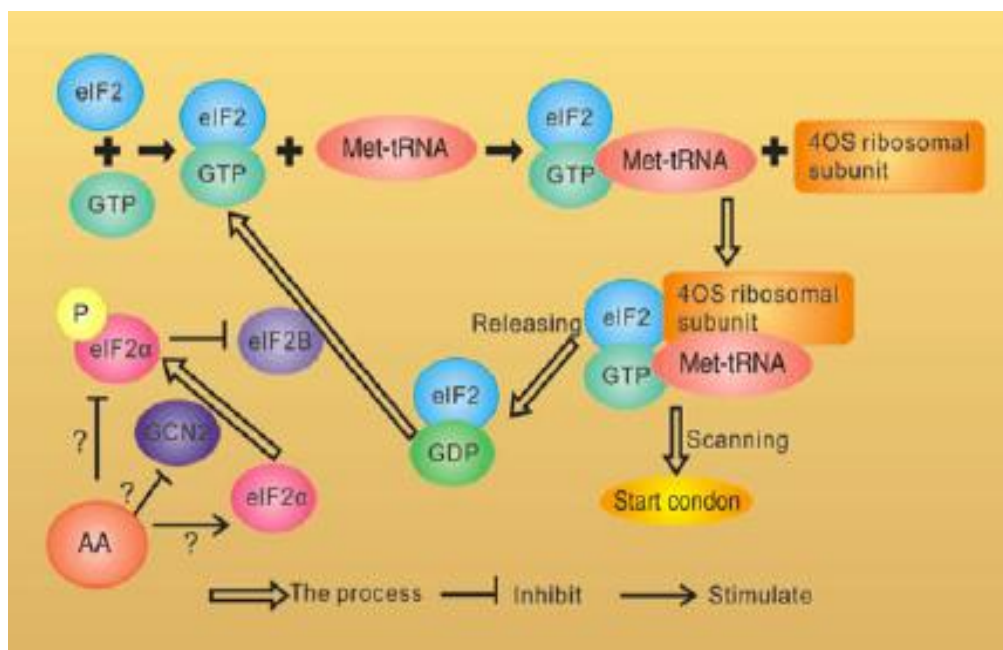 eIF2
+
GTP
eIF2
GTP
+
Met-tRNA
eIF2
GTP
Met-tRNA
+
4OS ribosomal
subunit
P
eIF2α
eIF2B
Releasing
eIF2
GTP
4OS ribosomal
subunit
Met-tRNA
eIF2
GDP
Scanning
?
GCN2
?
eIF2α
?
AA
Start condon
The process
Inhibit
Stimulate